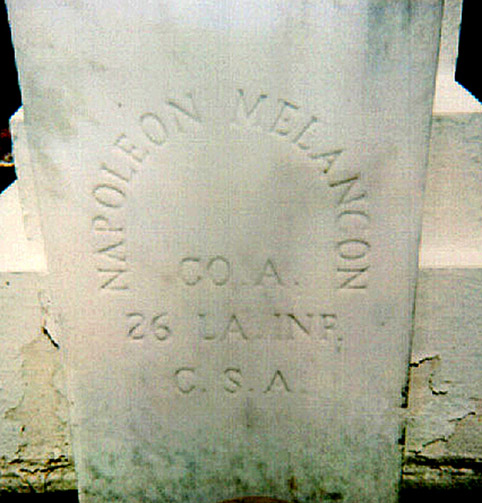 NAPOLEON MELANCON
CO. A.
26 LA. INF.
C. S. A.